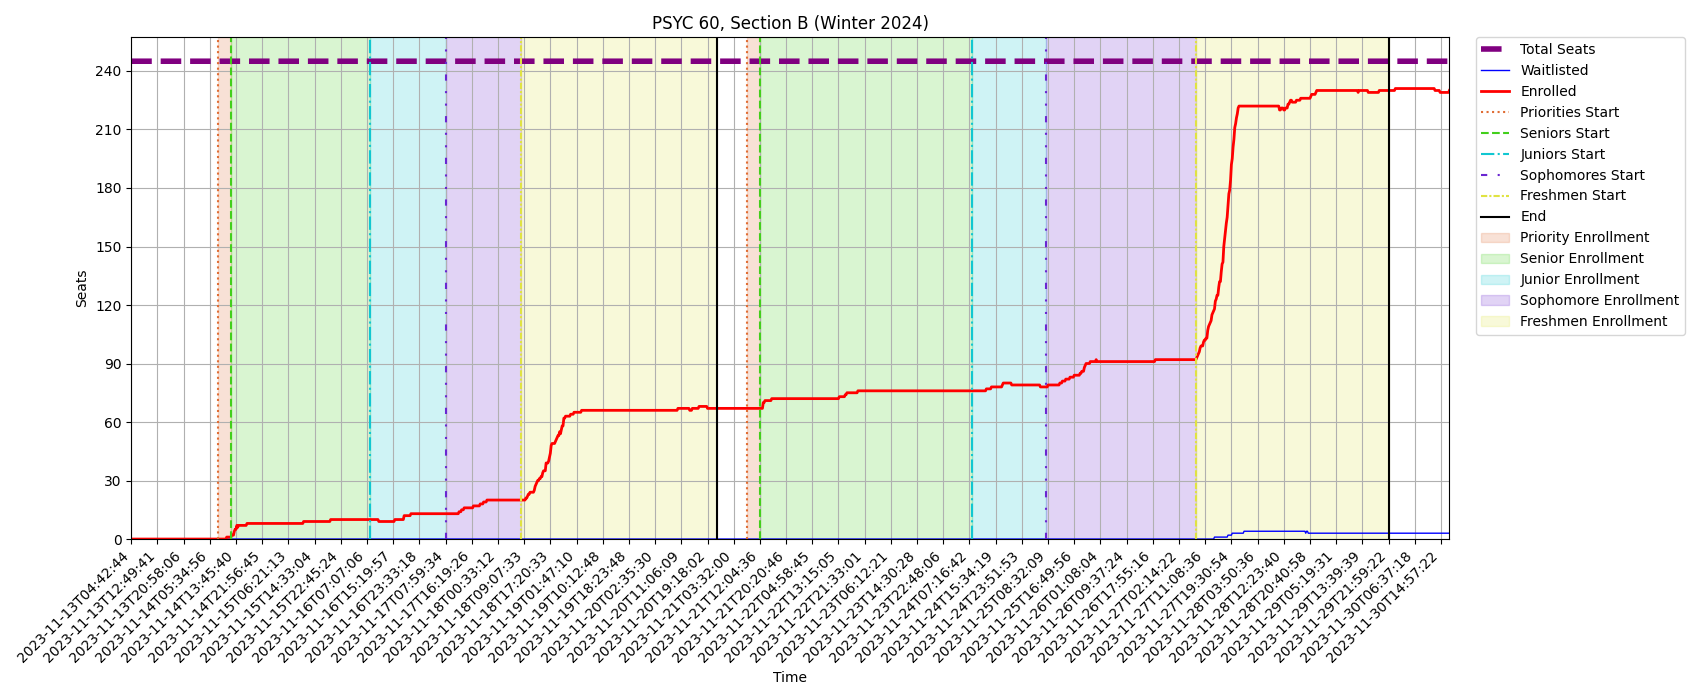 PSYC 60, Section B (Winter 2024)
Seats
240
210
180
150
120
90
60
30
0
2023-11-13T04:42:44
2023-11-13T12:49:41
2023-11-13T20:58:06
2023-11-14T05:34:56
2023-11-14T13:45:40
2023-11-14T21:56:45
2023-11-15T06:21:13
2023-11-15T14:33:04
2023-11-15T22:45:24
2023-11-16T07:07:06
2023-11-16T15:19:57
2023-11-16T23:33:18
2023-11-17T07:59:34
2023-11-17T16:19:26
2023-11-18T00:33:12
2023-11-18T09:07:33
2023-11-18T17:20:33
2023-11-19T01:47:10
2023-11-19T10:12:48
2023-11-19T18:23:48
2023-11-20T02:35:30
2023-11-20T11:06:09
2023-11-20T19:18:02
2023-11-21T03:32:00
2023-11-21T12:04:36
2023-11-21T20:20:46
2023-11-22T04:58:45
2023-11-22T13:15:05
2023-11-22T21:33:01
2023-11-23T06:12:21
2023-11-23T14:30:28
2023-11-23T22:48:06
2023-11-24T07:16:42
2023-11-24T15:34:19
2023-11-24T23:51:53
2023-11-25T08:32:09
2023-11-25T16:49:56
2023-11-26T01:08:04
2023-11-26T09:37:24
2023-11-26T17:55:16
2023-11-27T02:14:22
2023-11-27T11:08:36
2023-11-27T19:30:54
2023-11-28T03:50:36
2023-11-28T12:23:40
2023-11-28T20:40:58
2023-11-29T05:19:31
2023-11-29T13:39:39
2023-11-29T21:59:22
2023-11-30T06:37:18
2023-11-30T14:57:22
Time
Total Seats
Waitlisted
Enrolled
Priorities Start
Seniors Start
Juniors Start
Sophomores Start
Freshmen Start
End
Priority Enrollment
Senior Enrollment
Junior Enrollment
Sophomore Enrollment
Freshmen Enrollment